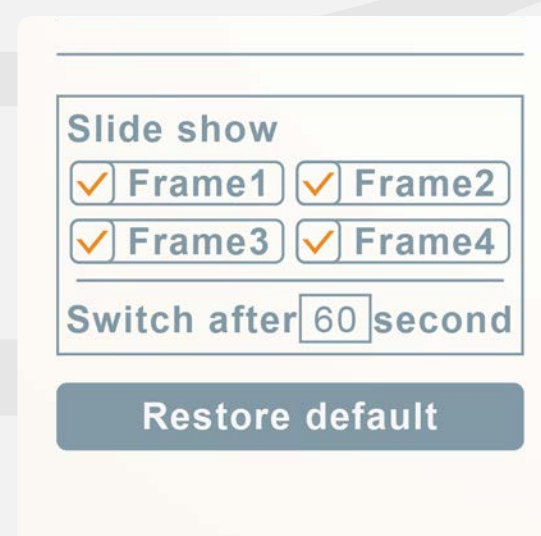 Slide show
Frame1 Frame2
Frame3 Frame4
Switch after 60 second
Restore default